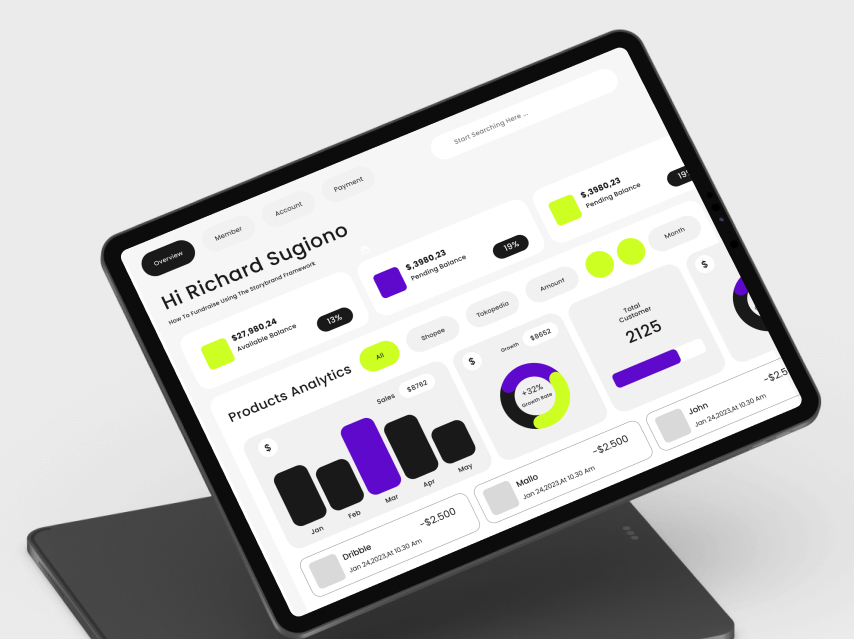 Start Searching Here ...
Overview
Member
Account
Payment
Hi Richard Sugiono
How To Fundraise Using The Storybrand Framework
$27,980,24
Available Balance
13%
$,3980,23
Pending Balance
19%
$,3980,23
Pending Balance
Products Analytics
All
Shopee
Tokopedia
Amount
Month
$
Sales
$8762
Jan
Feb
Mar
Apr
May
$
Growth
$8652
+32%
Growth Rate
Total
Customer
2125
$
Dribble
-$2.500
Jan 24,2023,At 10.30 Am
Mallo
-$2.500
Jan 24,2023,At 10.30 Am
John
-$2.5
Jan 24,2023,At 10.30 Am